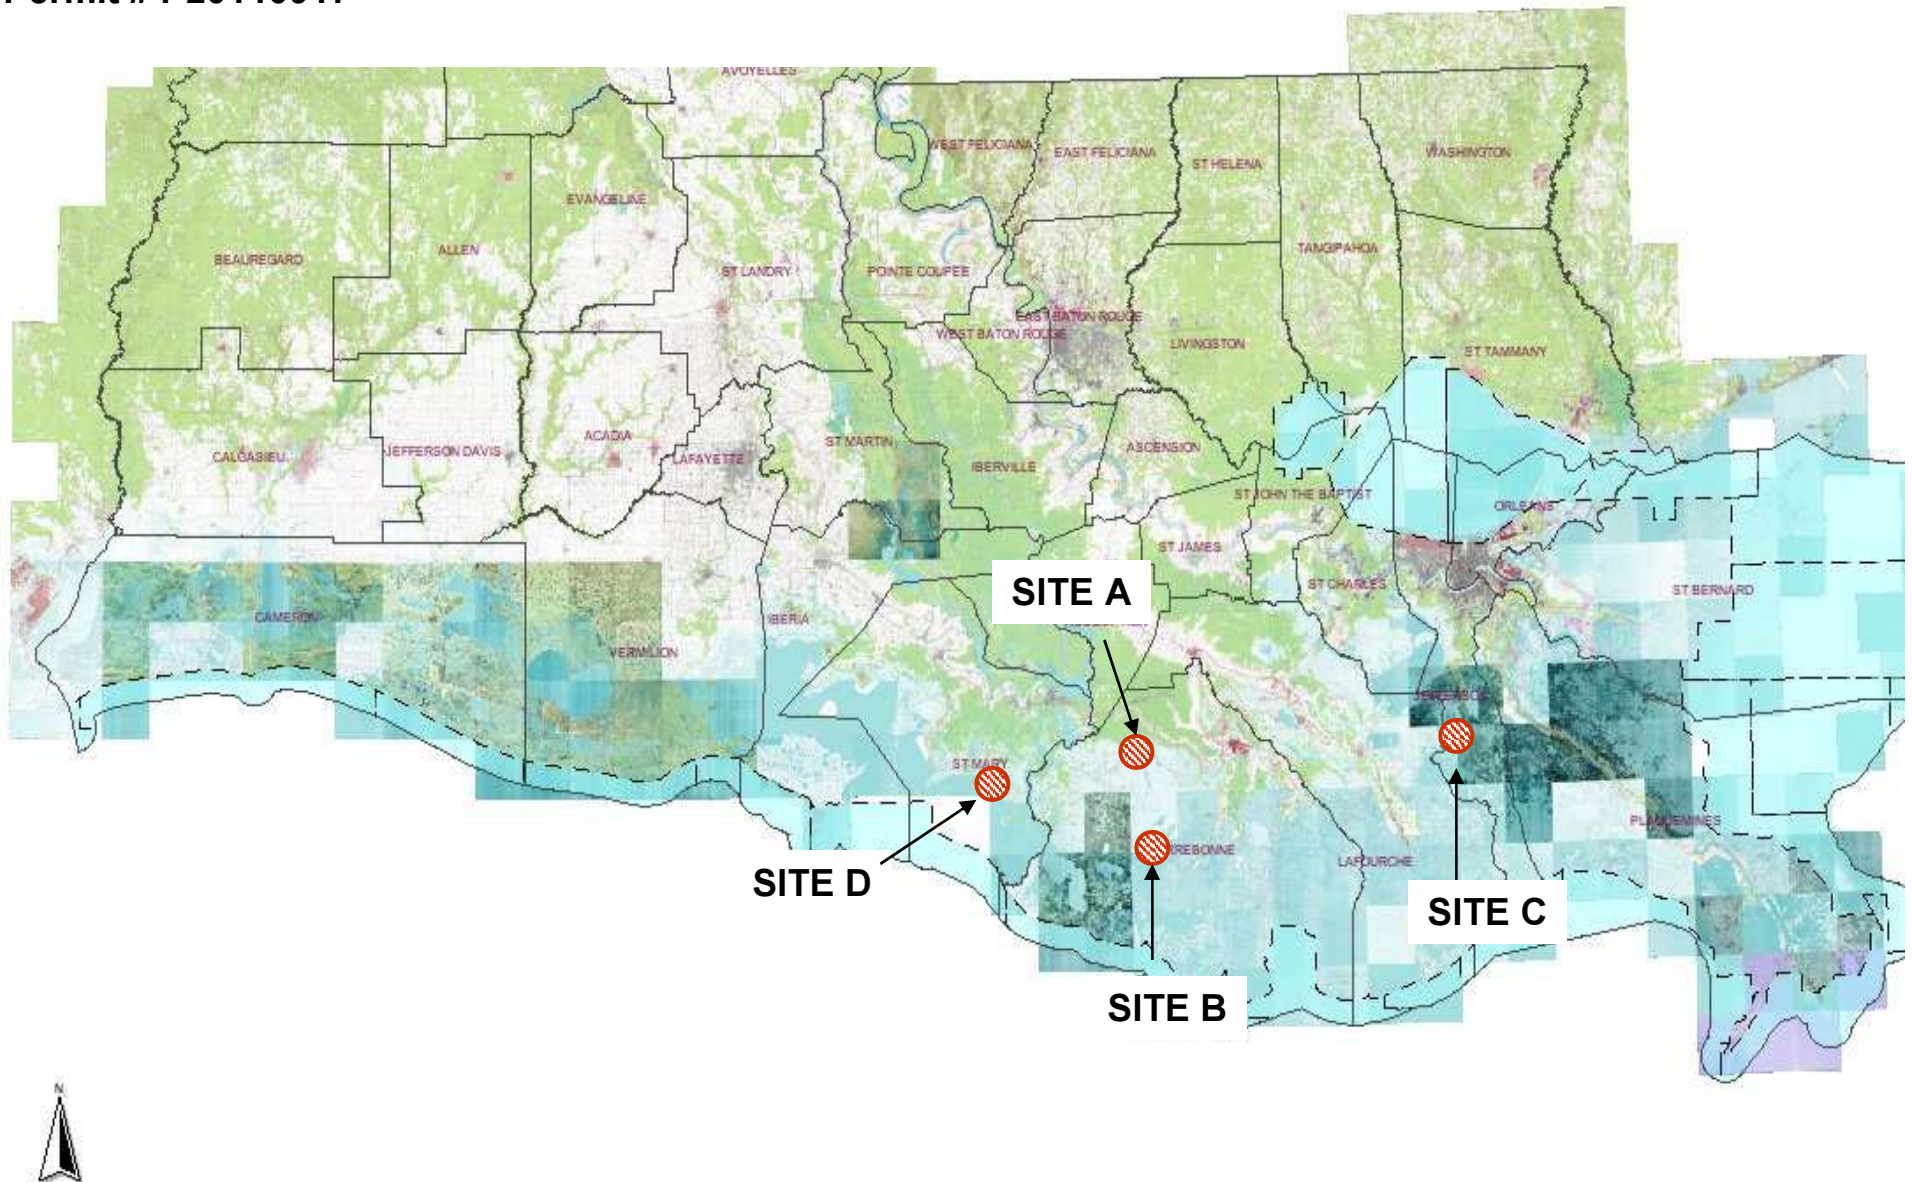 AVOYELLES
WEST FELICIANA
EAST FELICIANA
ST HELENA
WASHINGTON
EVANGELINE
BEAUREGARD
ALLEN
ST LANDRY
POINTE COUPEE
TANGIPAHOA
EAST BATON ROUGE
WEST BATON ROUGE
LIVINGSTON
ST TAMMANY
CALCASIEU
JEFFERSON DAVIS
ACADIA
LAFAYETTE
ST MARTIN
IBERVILLE
ASCENSION
ST JOHN THE BAPTIST
ORLEANS
ST JAMES
ST CHARLES
ST BERNARD
SITE A
CAMERON
IBERIA
VERMILION
ST MARY
PLAQUEMINES
REBONNE
LAFOURCHE
SITE D
SITE C
SITE B
N